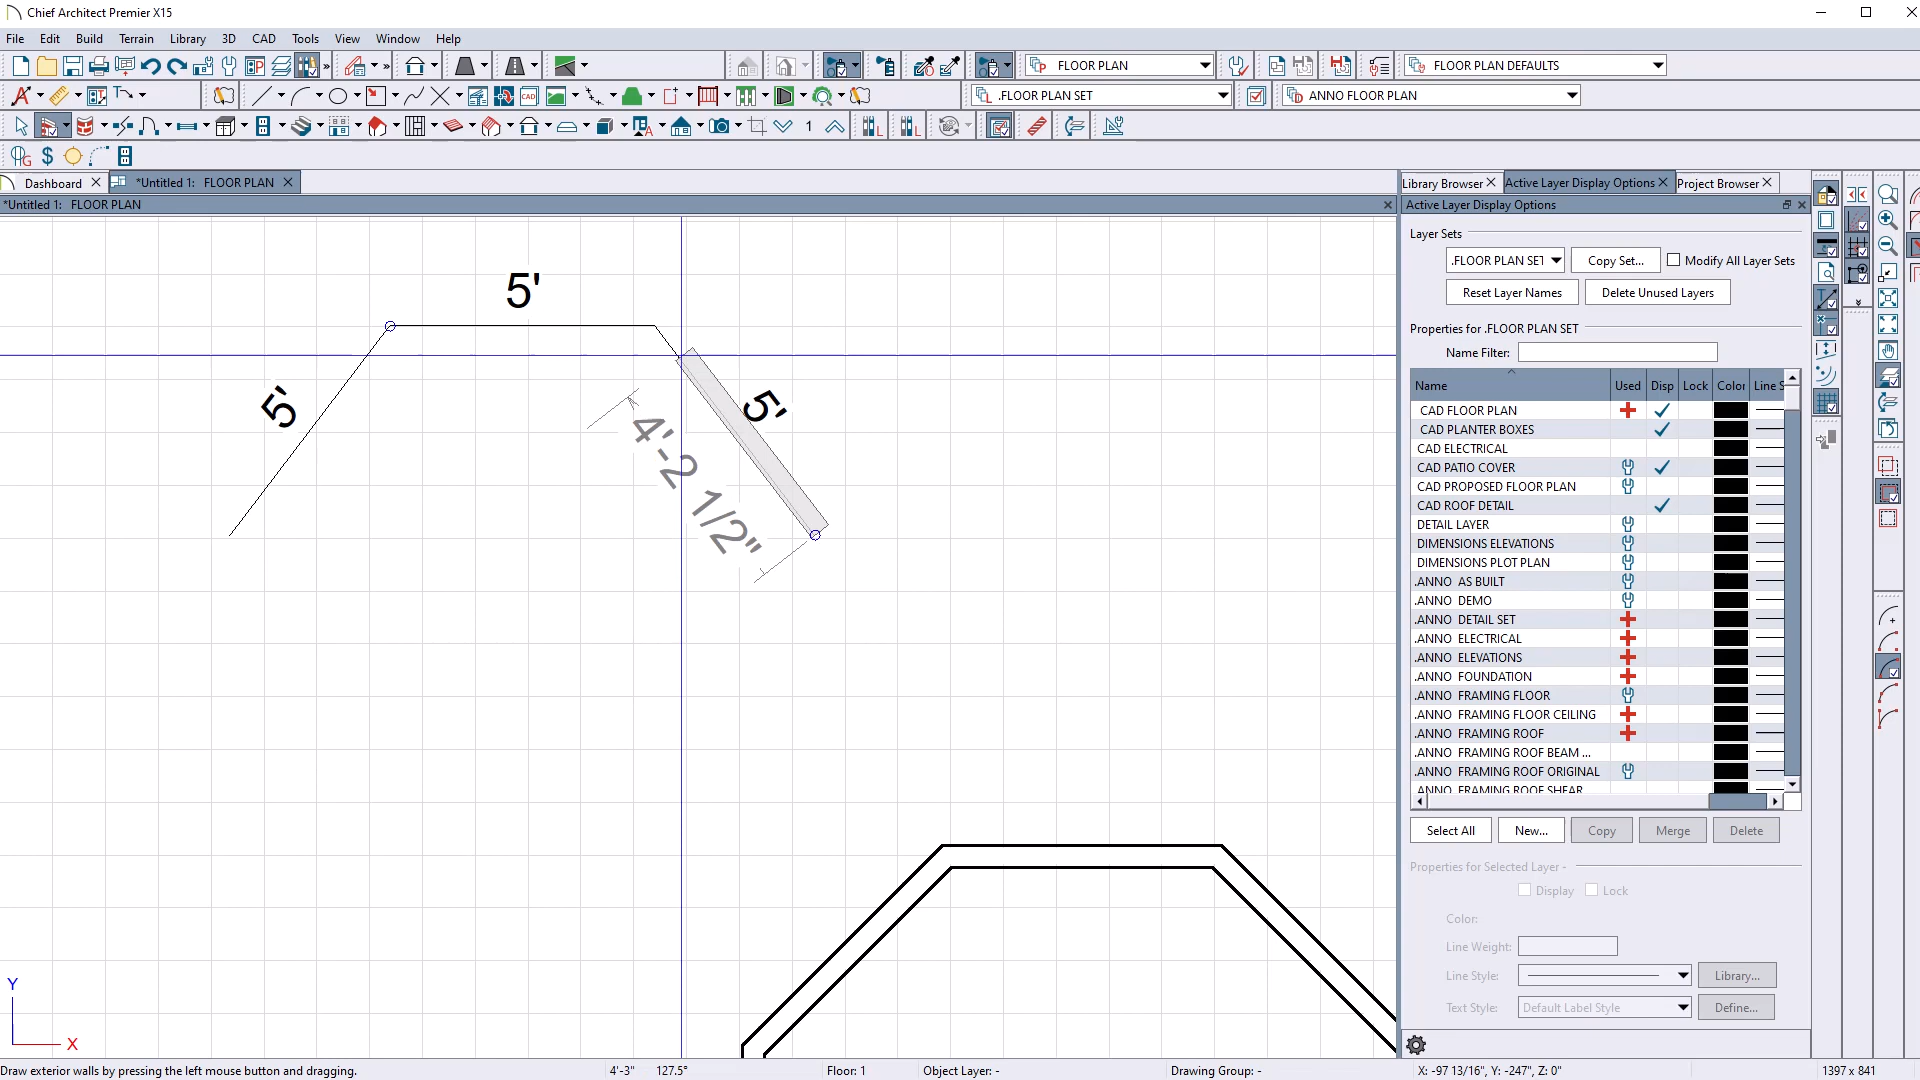 Chief Architect Premier X15
File Edit Build Terrain Library 3D CAD Tools View Window Help
FLOOR PLAN
FLOOR PLAN DEFAULTS
.FLOOR PLAN SET
ANNO FLOOR PLAN
1
Dashboard
*Untitled 1: FLOOR PLAN
Library Browser
Active Layer Display Options
Project Browser
*Untitled 1: FLOOR PLAN
Active Layer Display Options
Layer Sets
.FLOOR PLAN SET
Copy Set...
Modify All Layer Sets
Reset Layer Names
Delete Unused Layers
Properties for .FLOOR PLAN SET
Name Filter:
Name Used Disp Lock Color Line S
CAD FLOOR PLAN
CAD PLANTER BOXES
CAD ELECTRICAL
CAD PATIO COVER
CAD PROPOSED FLOOR PLAN
CAD ROOF DETAIL
DETAIL LAYER
DIMENSIONS ELEVATIONS
DIMENSIONS PLOT PLAN
.ANNO AS BUILT
.ANNO DEMO
.ANNO DETAIL SET
.ANNO ELECTRICAL
.ANNO ELEVATIONS
.ANNO FOUNDATION
.ANNO FRAMING FLOOR
.ANNO FRAMING FLOOR CEILING
.ANNO FRAMING ROOF
.ANNO FRAMING ROOF BEAM ...
.ANNO FRAMING ROOF ORIGINAL
.ANNO FRAMING ROOF SHEAR
Select All
New...
Copy
Merge
Delete
Properties for Selected Layer -
Display
Lock
Color:
Line Weight:
Line Style:
Library...
Text Style:
Default Label Style
Define...
5'
5'
5'
4'-2 1/2"
Y
X
Draw exterior walls by pressing the left mouse button and dragging.
4'-3" 127.5°
Floor: 1
Object Layer: -
Drawing Group: -
X: -97 13/16", Y: -247", Z: 0"
1397 x 841